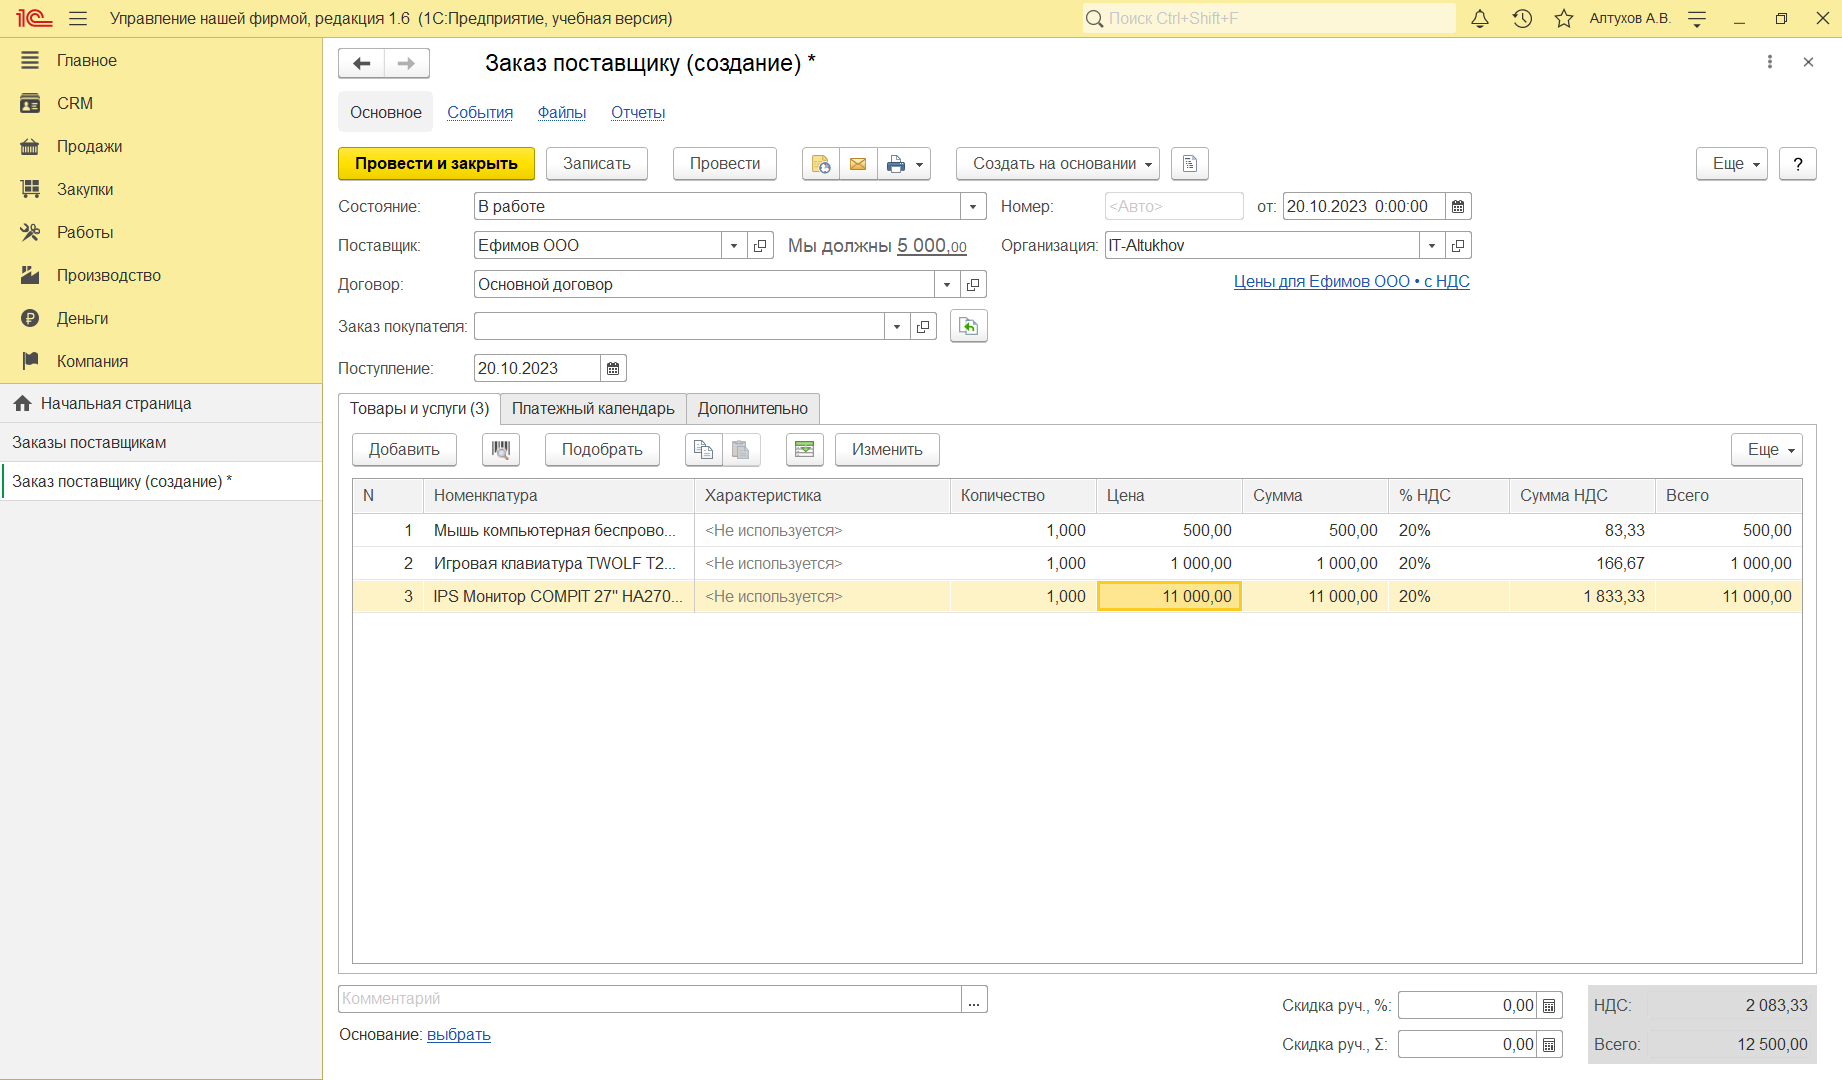 1С Управление нашей фирмой, редакция 1.6 (1С:Предприятие, учебная версия) Поиск Ctrl+Shift+F Алтухов А.В.
Главное
CRM
Продажи
Закупки
Работы
Производство
Деньги
Компания
Начальная страница
Заказы поставщикам
Заказ поставщику (создание) *
Заказ поставщику (создание) *
Основное События Файлы Отчеты
Провести и закрыть Записать Провести Создать на основании Еще ?
Состояние: В работе Номер: <Авто> от: 20.10.2023 0:00:00
Поставщик: Ефимов ООО Мы должны 5 000,00 Организация: IT-Altukhov
Договор: Основной договор Цены для Ефимов ООО • с НДС
Заказ покупателя:
Поступление: 20.10.2023
Товары и услуги (3) Платежный календарь Дополнительно
Добавить Подобрать Изменить Еще
N Номенклатура Характеристика Количество Цена Сумма % НДС Сумма НДС Всего
1 Мышь компьютерная беспрово... <Не используется> 1,000 500,00 500,00 20% 83,33 500,00
2 Игровая клавиатура TWOLF T2... <Не используется> 1,000 1 000,00 1 000,00 20% 166,67 1 000,00
3 IPS Монитор COMPIT 27" HA270... <Не используется> 1,000 11 000,00 11 000,00 20% 1 833,33 11 000,00
Комментарий ... Скидка руч., %: 0,00 НДС: 2 083,33
Основание: выбрать Скидка руч., Σ: 0,00 Всего: 12 500,00